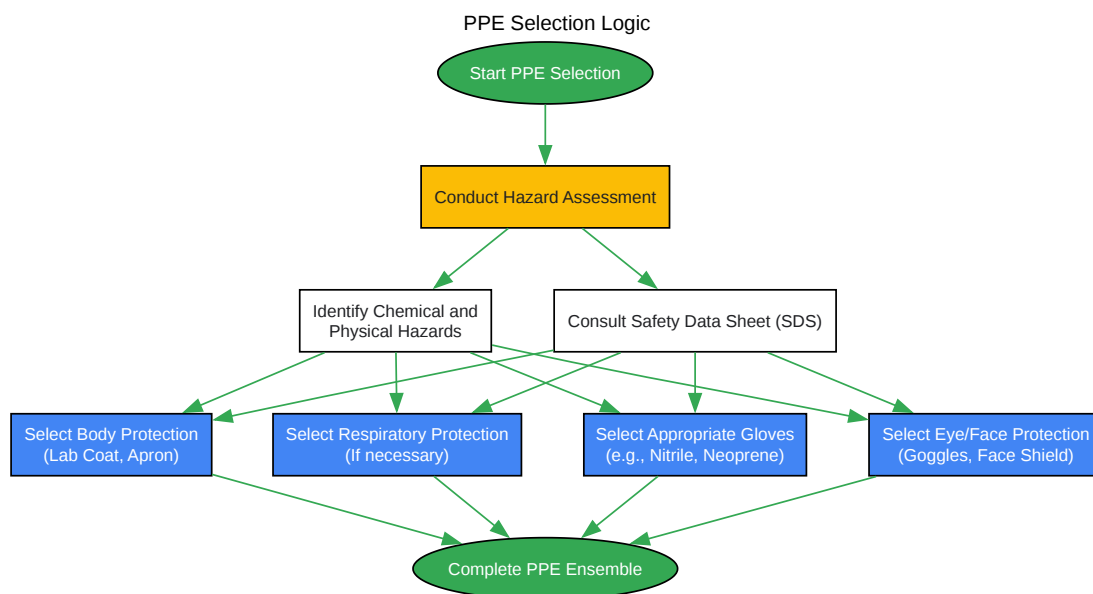 PPE Selection Logic
Start PPE Selection
Conduct Hazard Assessment
Identify Chemical and
Physical Hazards
Consult Safety Data Sheet (SDS)
Select Body Protection
(Lab Coat, Apron)
Select Respiratory Protection
(If necessary)
Select Appropriate Gloves
(e.g., Nitrile, Neoprene)
Select Eye/Face Protection
(Goggles, Face Shield)
Complete PPE Ensemble